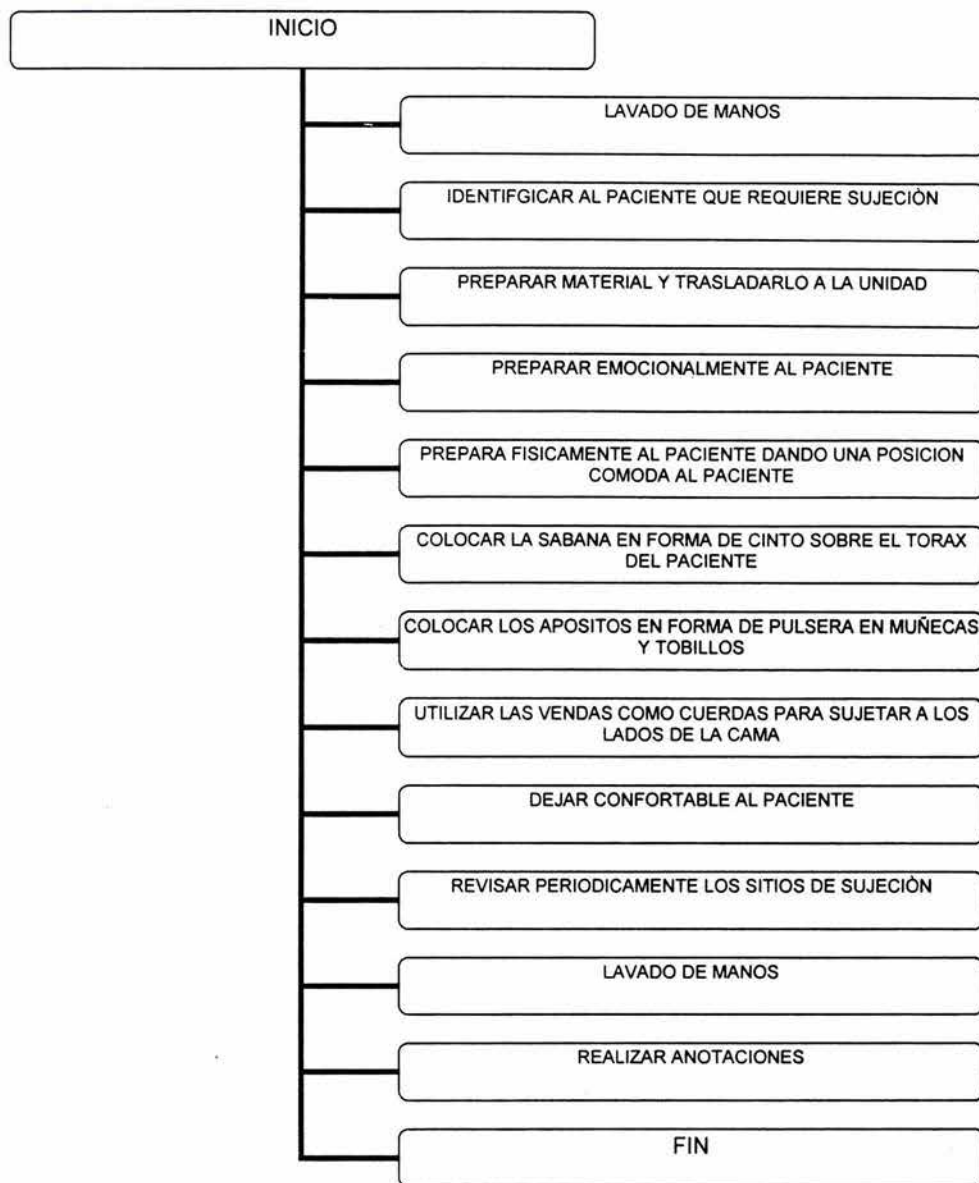 INICIO
LAVADO DE MANOS
IDENTIFGICAR AL PACIENTE QUE REQUIERE SUJECIÒN
PREPARAR MATERIAL Y TRASLADARLO A LA UNIDAD
PREPARAR EMOCIONALMENTE AL PACIENTE
PREPARA FISICAMENTE AL PACIENTE DANDO UNA POSICION
COMODA AL PACIENTE
COLOCAR LA SABANA EN FORMA DE CINTO SOBRE EL TORAX
DEL PACIENTE
COLOCAR LOS APOSITOS EN FORMA DE PULSERA EN MUÑECAS
Y TOBILLOS
UTILIZAR LAS VENDAS COMO CUERDAS PARA SUJETAR A LOS
LADOS DE LA CAMA
DEJAR CONFORTABLE AL PACIENTE
REVISAR PERIODICAMENTE LOS SITIOS DE SUJECIÒN
LAVADO DE MANOS
REALIZAR ANOTACIONES
FIN